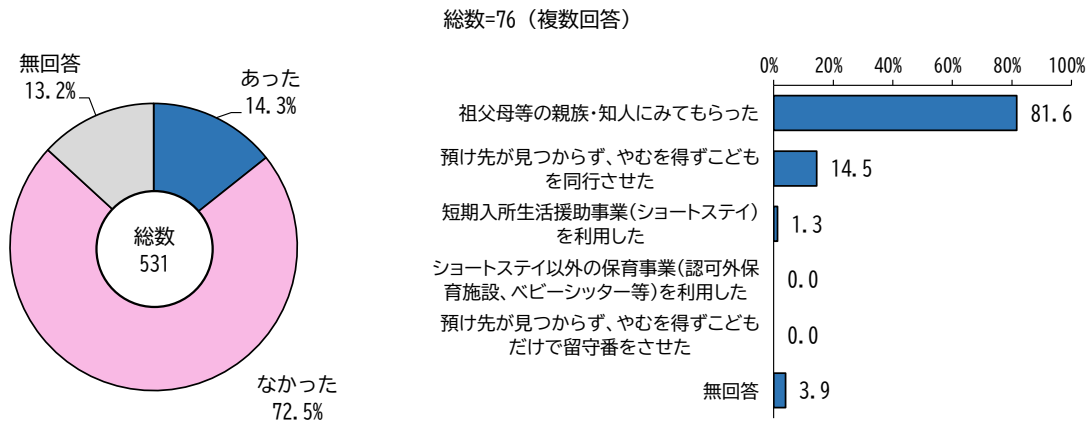 総数=76（複数回答）
無回答
13.2%
あった
14.3%
総数
531
なかった
72.5%
0%
20%
40%
60%
80%
100%
祖父母等の親族・知人にみてもらった
81.6
預け先が見つからず、やむを得ずこども
を同行させた
14.5
短期入所生活援助事業（ショートステイ）
を利用した
1.3
ショートステイ以外の保育事業（認可外保
育施設、ベビーシッター等）を利用した
0.0
預け先が見つからず、やむを得ずこども
だけで留守番をさせた
0.0
無回答
3.9